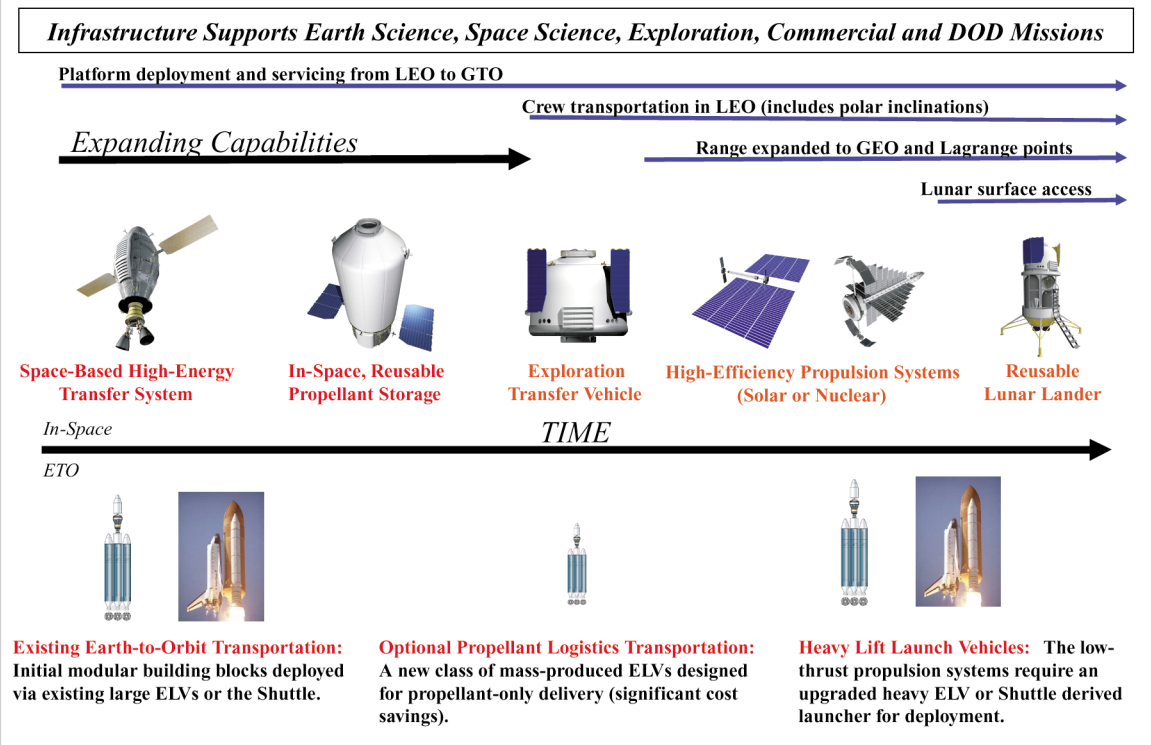 Infrastructure Supports Earth Science, Space Science, Exploration, Commercial and DOD Missions
Platform deployment and servicing from LEO to GTO
Crew transportation in LEO (includes polar inclinations)
Expanding Capabilities
Range expanded to GEO and Lagrange points
Lunar surface access
Space-Based High-Energy
Transfer System
In-Space, Reusable
Propellant Storage
Exploration
Transfer Vehicle
High-Efficiency Propulsion Systems
(Solar or Nuclear)
Reusable
Lunar Lander
In-Space
TIME
ETO
Existing Earth-to-Orbit Transportation:
Initial modular building blocks deployed
via existing large ELVs or the Shuttle.
Optional Propellant Logistics Transportation:
A new class of mass-produced ELVs designed
for propellant-only delivery (significant cost
savings).
Heavy Lift Launch Vehicles: The low-
thrust propulsion systems require an
upgraded heavy ELV or Shuttle derived
launcher for deployment.